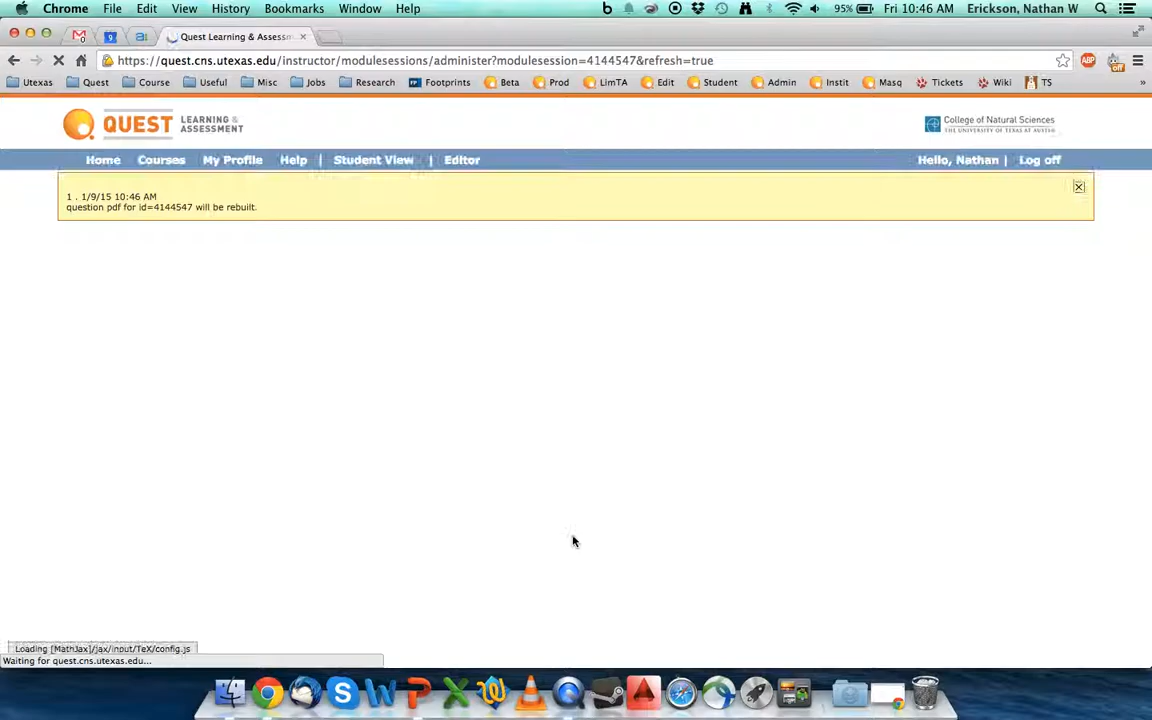 Chrome File Edit View History Bookmarks Window Help 95% Fri 10:46 AM Erickson, Nathan W
Quest Learning & Assessm
https://quest.cns.utexas.edu/instructor/modulesessions/administer?modulesession=4144547&refresh=true
Utexas Quest Course Useful Misc Jobs Research Footprints Beta Prod LimTA Edit Student Admin Instit Masq Tickets Wiki TS »
QUEST LEARNING & ASSESSMENT
College of Natural Sciences
THE UNIVERSITY OF TEXAS AT AUSTIN
Home Courses My Profile Help | Student View | Editor Hello, Nathan | Log off
1 . 1/9/15 10:46 AM
question pdf for id=4144547 will be rebuilt.
Loading [MathJax]/jax/input/TeX/config.js
Waiting for quest.cns.utexas.edu...